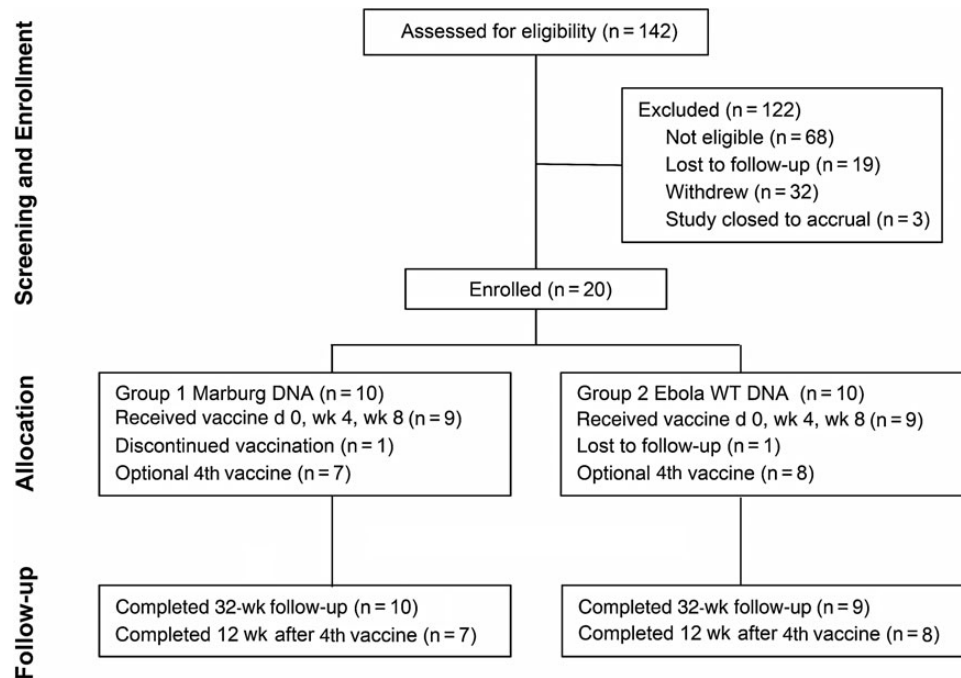 Screening and Enrollment
Assessed for eligibility (n = 142)
Excluded (n = 122)
Not eligible (n = 68)
Lost to follow-up (n = 19)
Withdrew (n = 32)
Study closed to accrual (n = 3)
Enrolled (n = 20)
Allocation
Group 1 Marburg DNA (n = 10)
Received vaccine d 0, wk 4, wk 8 (n = 9)
Discontinued vaccination (n = 1)
Optional 4th vaccine (n = 7)
Group 2 Ebola WT DNA (n = 10)
Received vaccine d 0, wk 4, wk 8 (n = 9)
Lost to follow-up (n = 1)
Optional 4th vaccine (n = 8)
Follow-up
Completed 32-wk follow-up (n = 10)
Completed 12 wk after 4th vaccine (n = 7)
Completed 32-wk follow-up (n = 9)
Completed 12 wk after 4th vaccine (n = 8)